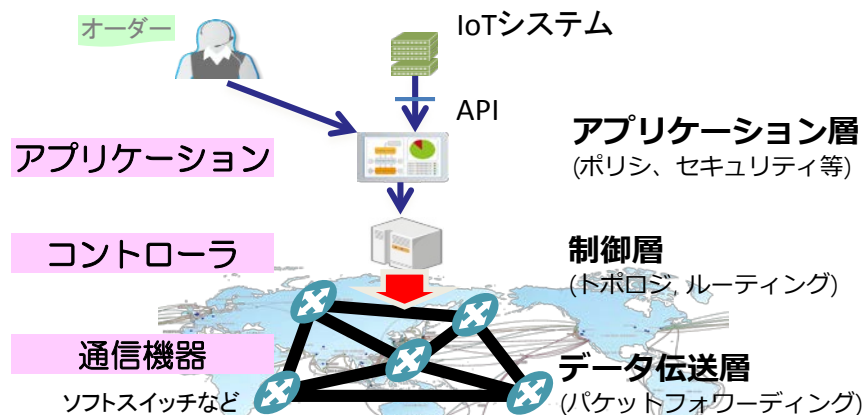 オーダー
IoTシステム
API
アプリケーション
アプリケーション層
(ポリシ、セキュリティ等)
コントローラ
制御層
(トポロジ, ルーティング)
通信機器
ソフトスイッチなど
データ伝送層
(パケットフォワーディング)